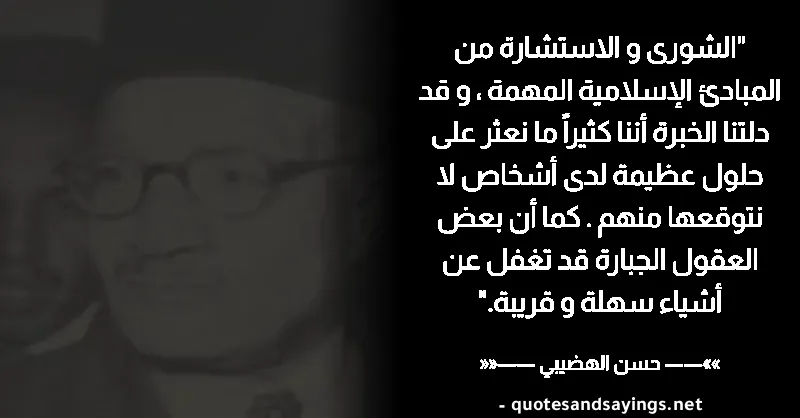 "الشورى و الاستشارة من
المبادئ الإسلامية المهمة ، و قد
دلتنا الخبرة أننا كثيراً ما نعثر على
حلول عظيمة لدى أشخاص لا
نتوقعها منهم . كما أن بعض
العقول الجبارة قد تغفل عن
أشياء سهلة و قريبة."
»»—— حسن الهضيبي ——««
- quotesandsayings.net